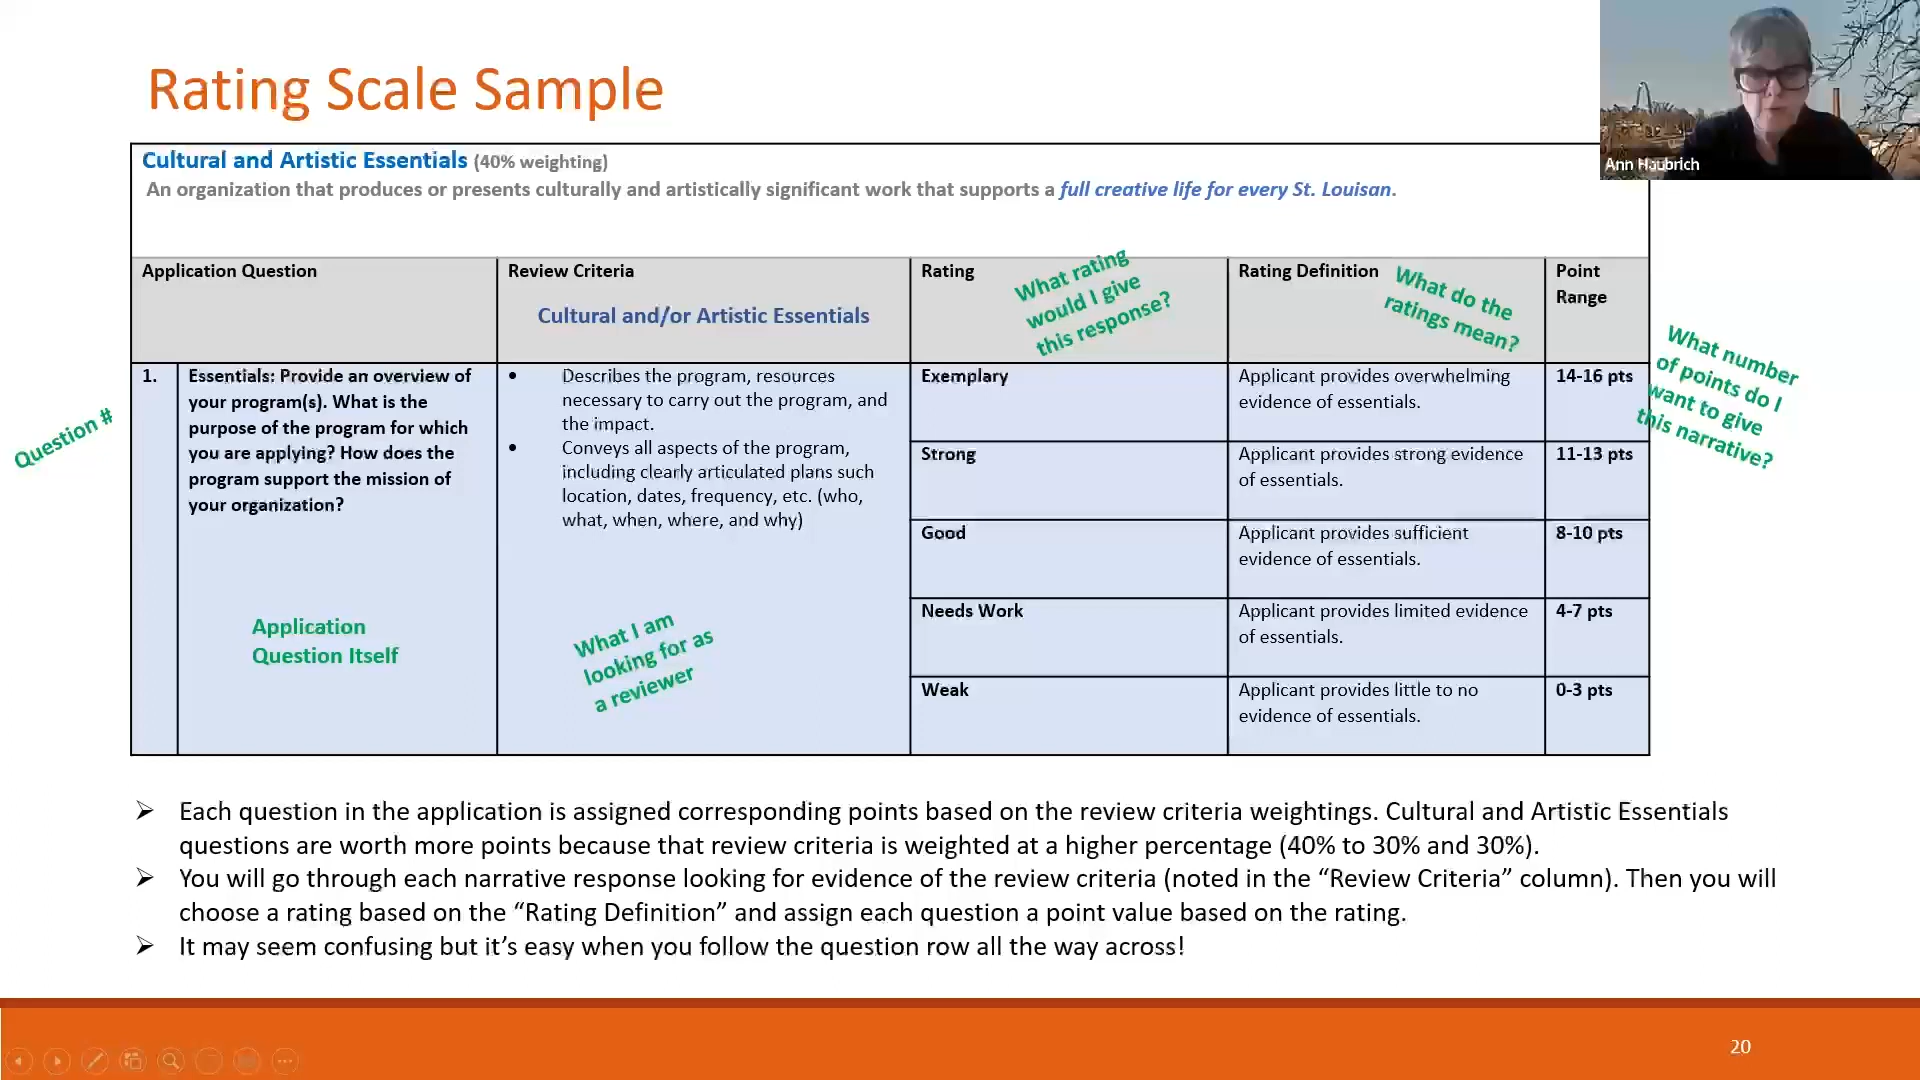 Rating Scale Sample
Ann Haubrich
Cultural and Artistic Essentials (40% weighting)
An organization that produces or presents culturally and artistically significant work that supports a full creative life for every St. Louisan.
Application Question
Review Criteria
Cultural and/or Artistic Essentials
Rating
What rating
would I give
this response?
Rating Definition
What do the
ratings mean?
Point
Range
What number
of points do I
want to give
this narrative?
Question #
1.
Essentials: Provide an overview of
your program(s). What is the
purpose of the program for which
you are applying? How does the
program support the mission of
your organization?
Application
Question Itself
• Describes the program, resources
necessary to carry out the program, and
the impact.
• Conveys all aspects of the program,
including clearly articulated plans such
location, dates, frequency, etc. (who,
what, when, where, and why)
What I am
looking for as
a reviewer
Exemplary
Applicant provides overwhelming
evidence of essentials.
14-16 pts
Strong
Applicant provides strong evidence
of essentials.
11-13 pts
Good
Applicant provides sufficient
evidence of essentials.
8-10 pts
Needs Work
Applicant provides limited evidence
of essentials.
4-7 pts
Weak
Applicant provides little to no
evidence of essentials.
0-3 pts
➢ Each question in the application is assigned corresponding points based on the review criteria weightings. Cultural and Artistic Essentials
questions are worth more points because that review criteria is weighted at a higher percentage (40% to 30% and 30%).
➢ You will go through each narrative response looking for evidence of the review criteria (noted in the “Review Criteria” column). Then you will
choose a rating based on the “Rating Definition” and assign each question a point value based on the rating.
➢ It may seem confusing but it’s easy when you follow the question row all the way across!
20